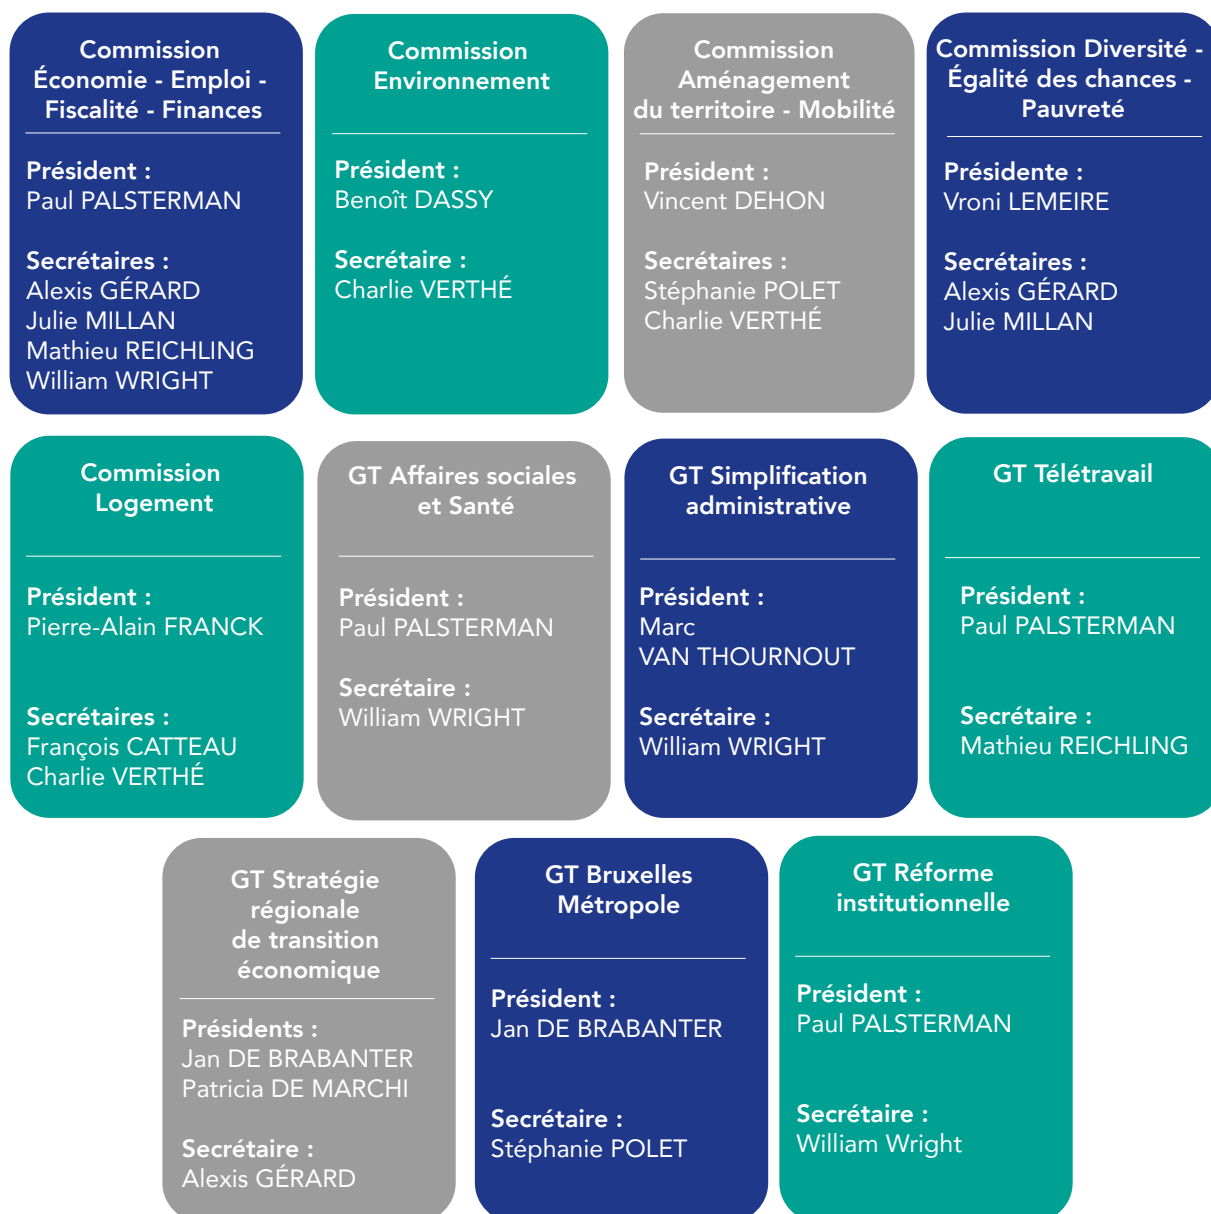 Commission
Économie - Emploi -
Fiscalité - Finances
Président :
Paul PALSTERMAN
Secrétaires :
Alexis GÉRARD
Julie MILLAN
Mathieu REICHLING
William WRIGHT
Commission
Environnement
Président :
Benoît DASSY
Secrétaire :
Charlie VERTHÉ
Commission
Aménagement
du territoire - Mobilité
Président :
Vincent DEHON
Secrétaires :
Stéphanie POLET
Charlie VERTHÉ
Commission Diversité -
Égalité des chances -
Pauvreté
Présidente :
Vroni LEMEIRE
Secrétaires :
Alexis GÉRARD
Julie MILLAN
Commission
Logement
Président :
Pierre-Alain FRANCK
Secrétaires :
François CATTEAU
Charlie VERTHÉ
GT Affaires sociales
et Santé
Président :
Paul PALSTERMAN
Secrétaire :
William WRIGHT
GT Simplification
administrative
Président :
Marc
VAN THOURNOUT
Secrétaire :
William WRIGHT
GT Télétravail
Président :
Paul PALSTERMAN
Secrétaire :
Mathieu REICHLING
GT Stratégie
régionale
de transition
économique
Présidents :
Jan DE BRABANTER
Patricia DE MARCHI
Secrétaire :
Alexis GÉRARD
GT Bruxelles
Métropole
Président :
Jan DE BRABANTER
Secrétaire :
Stéphanie POLET
GT Réforme
institutionnelle
Président :
Paul PALSTERMAN
Secrétaire :
William Wright